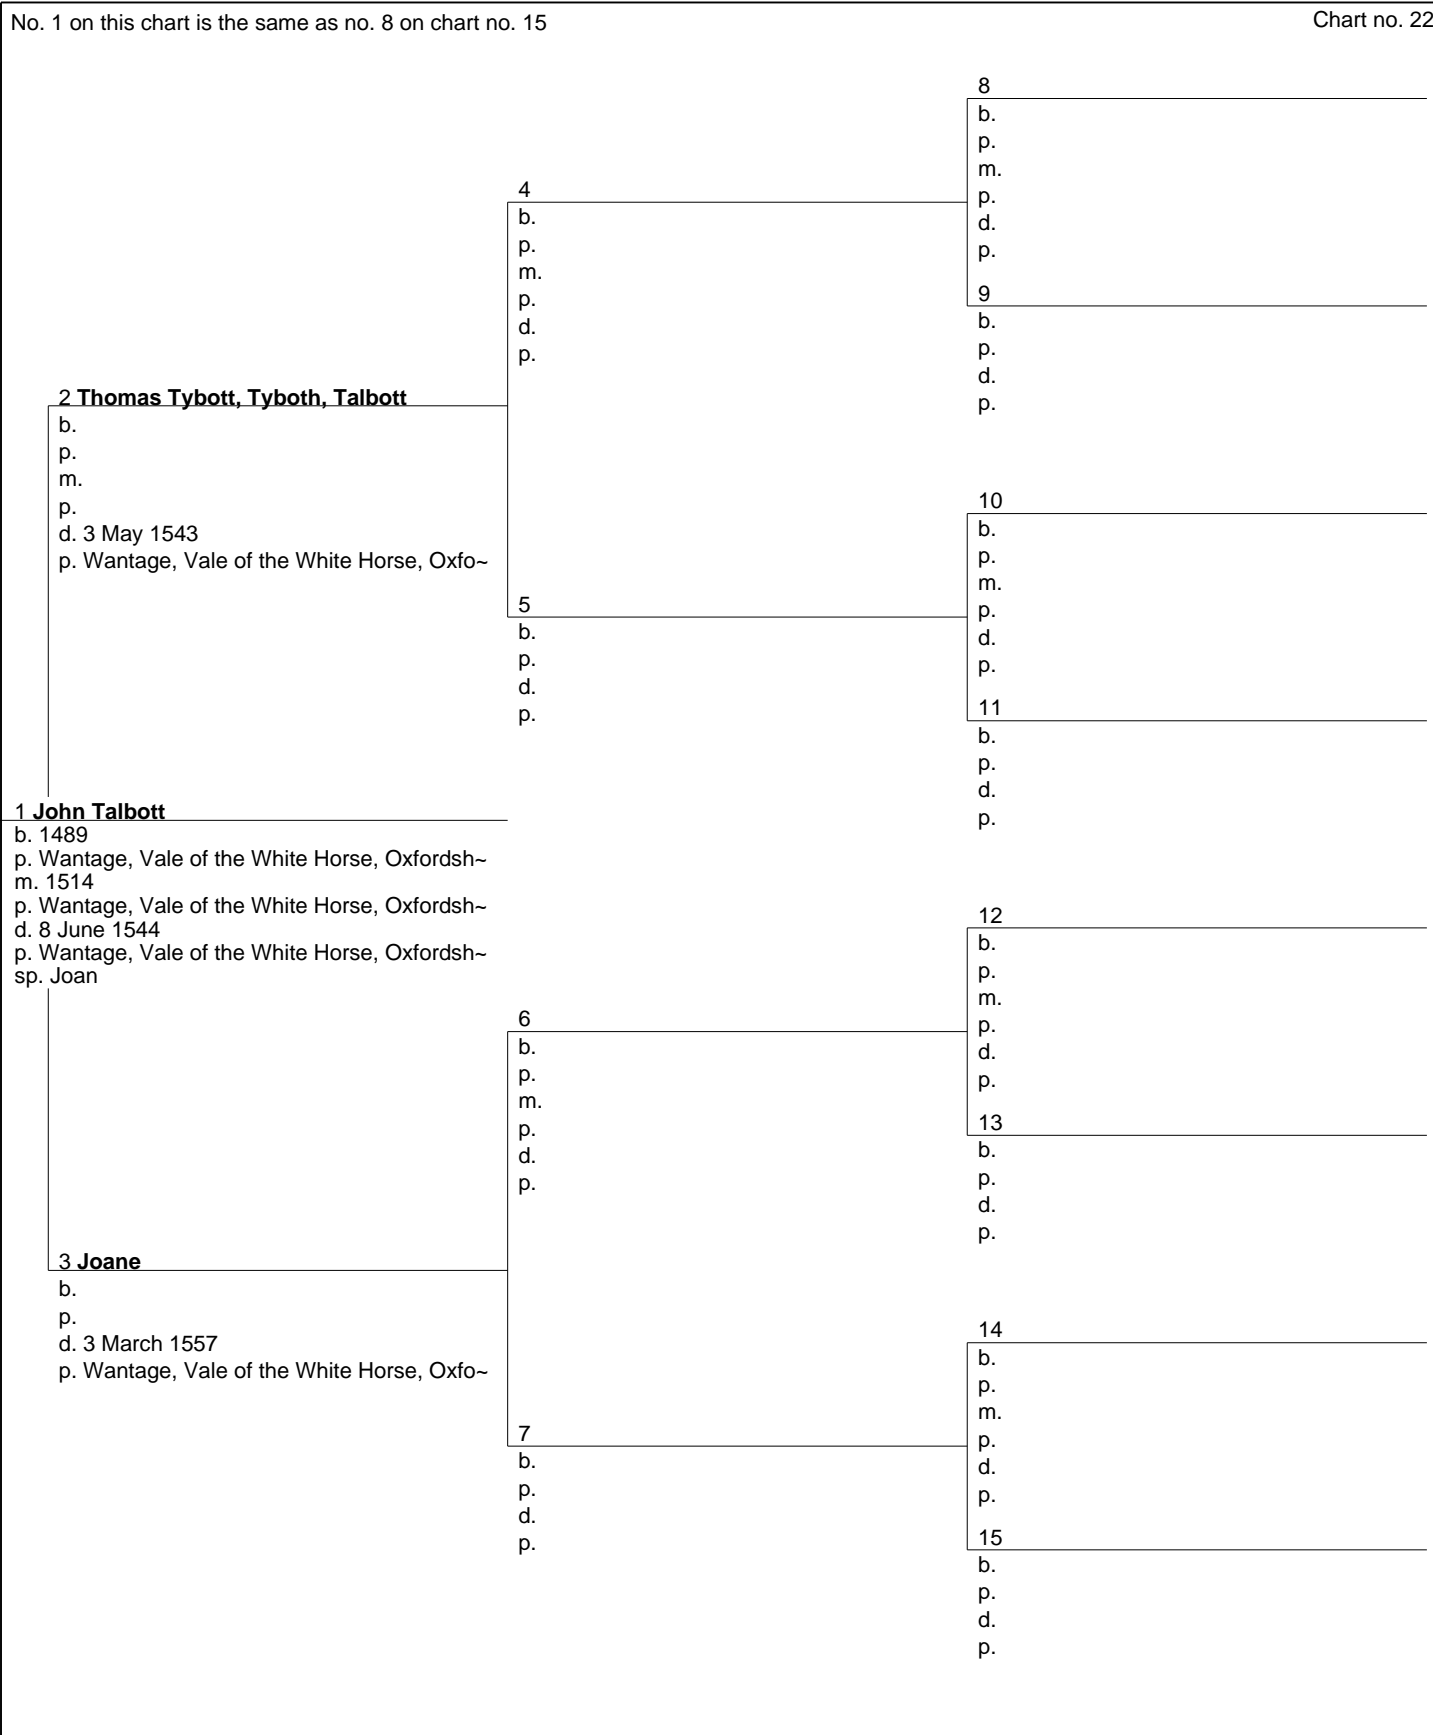 No. 1 on this chart is the same as no. 8 on chart no. 15
Chart no. 22
8
b.
p.
m.
p.
d.
p.
4
b.
p.
m.
p.
d.
p.
9
b.
p.
d.
p.
2 Thomas Tybott, Tyboth, Talbott
b.
p.
m.
p.
d. 3 May 1543
p. Wantage, Vale of the White Horse, Oxfo~
10
b.
p.
m.
p.
d.
p.
5
b.
p.
d.
p.
11
b.
p.
d.
p.
1 John Talbott
b. 1489
p. Wantage, Vale of the White Horse, Oxfordsh~
m. 1514
p. Wantage, Vale of the White Horse, Oxfordsh~
d. 8 June 1544
p. Wantage, Vale of the White Horse, Oxfordsh~
sp. Joan
12
b.
p.
m.
p.
d.
p.
6
b.
p.
m.
p.
d.
p.
13
b.
p.
d.
p.
3 Joane
b.
p.
d. 3 March 1557
p. Wantage, Vale of the White Horse, Oxfo~
14
b.
p.
m.
p.
d.
p.
7
b.
p.
d.
p.
15
b.
p.
d.
p.